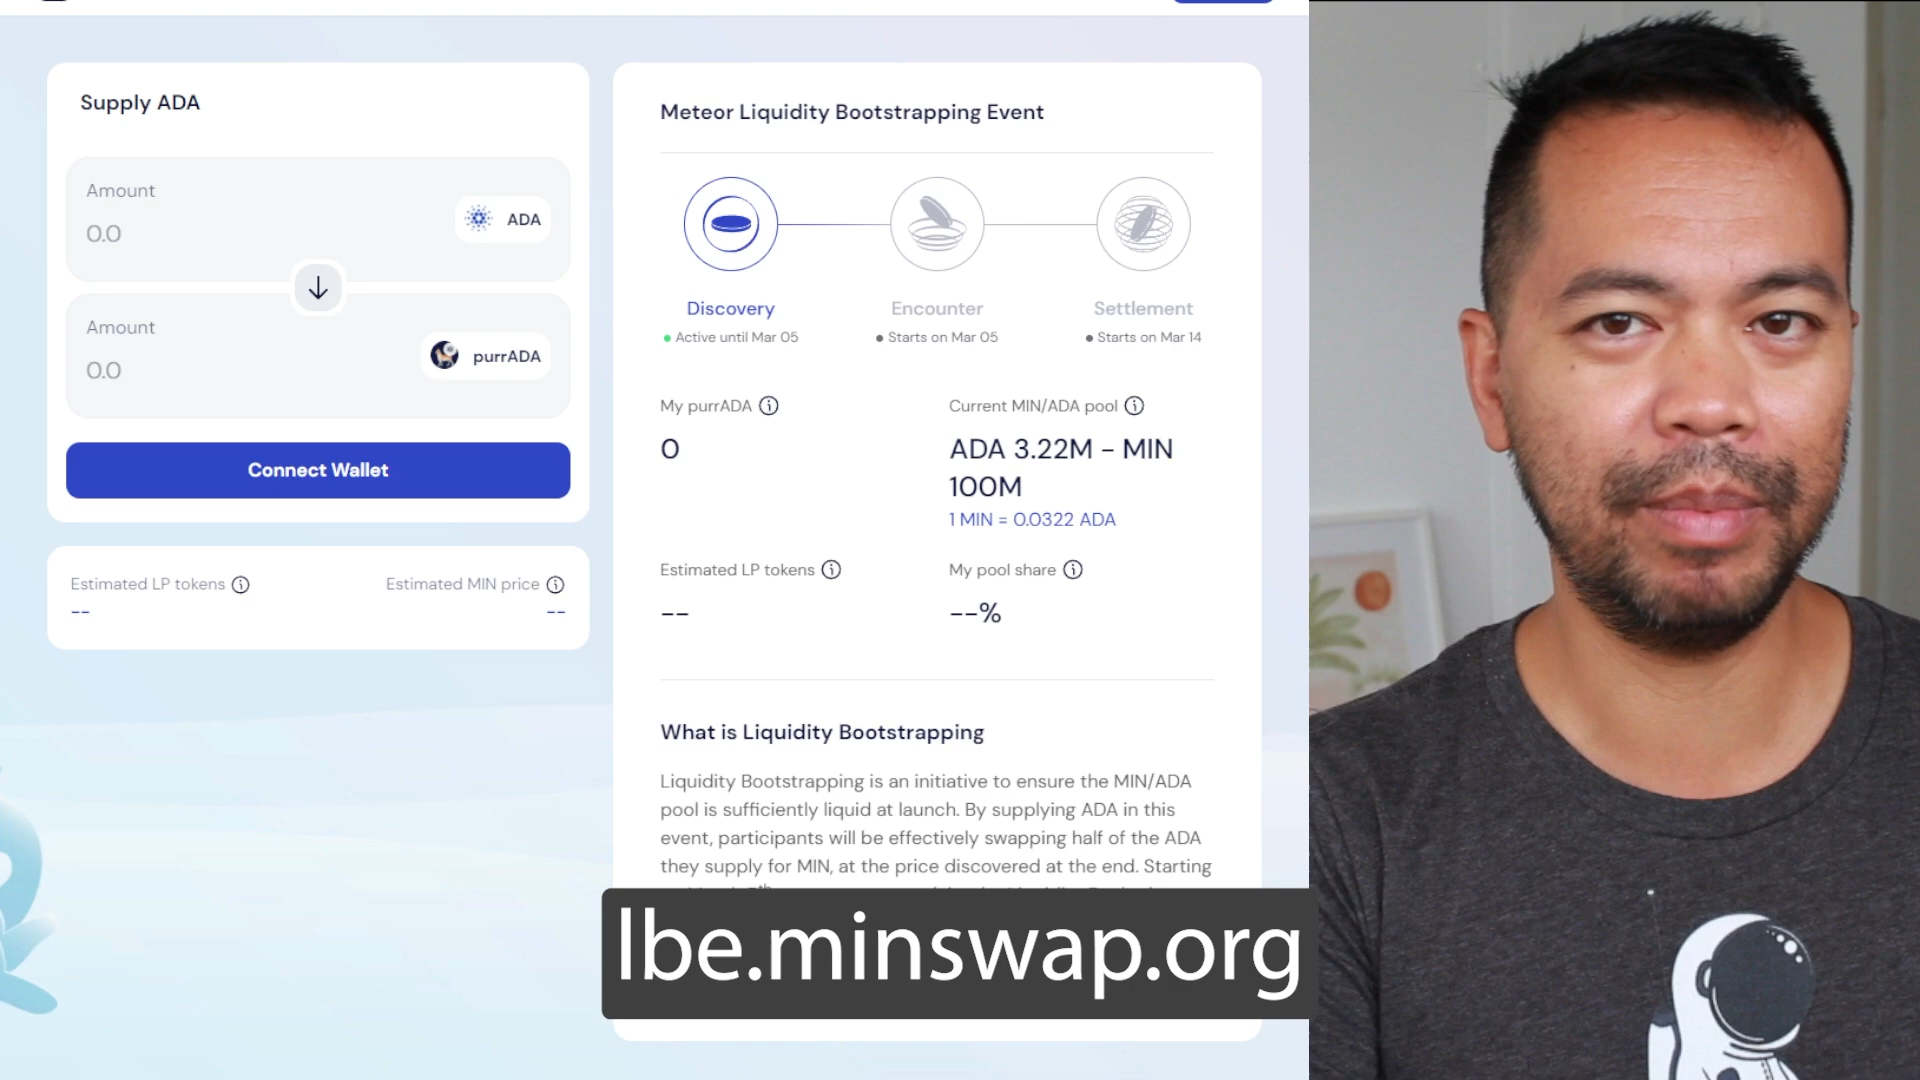 Supply ADA
Amount
0.0
ADA
Amount
0.0
purrADA
Connect Wallet
Estimated LP tokens
--
Estimated MIN price
--
Meteor Liquidity Bootstrapping Event
Discovery
Active until Mar 05
Encounter
Starts on Mar 05
Settlement
Starts on Mar 14
My purrADA
0
Current MIN/ADA pool
ADA 3.22M - MIN
100M
1 MIN = 0.0322 ADA
Estimated LP tokens
--
My pool share
--%
What is Liquidity Bootstrapping
Liquidity Bootstrapping is an initiative to ensure the MIN/ADA
pool is sufficiently liquid at launch. By supplying ADA in this
event, participants will be effectively swapping half of the ADA
they supply for MIN, at the price discovered at the end. Starting
lbe.minswap.org